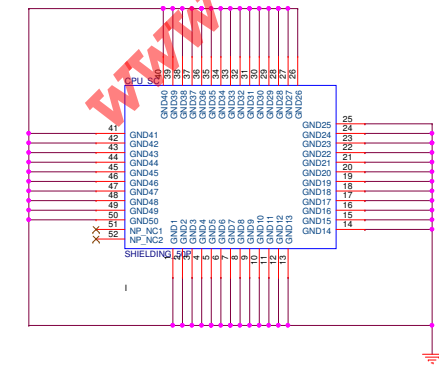 www
CPU_SC
40 39 38 37 36 35 34 33 32 31 30 29 28 27 26
GND40 GND39 GND38 GND37 GND36 GND35 GND34 GND33 GND32 GND31 GND30 GND29 GND28 GND27 GND26
41 GND41
42 GND42
43 GND43
44 GND44
45 GND45
46 GND46
47 GND47
48 GND48
49 GND49
50 GND50
51 NP_NC1
52 NP_NC2
GND25 25
GND24 24
GND23 23
GND22 22
GND21 21
GND20 20
GND19 19
GND18 18
GND17 17
GND16 16
GND15 15
GND14 14
GND1 GND2 GND3 GND4 GND5 GND6 GND7 GND8 GND9 GND10 GND11 GND12 GND13
1 2 3 4 5 6 7 8 9 10 11 12 13
I